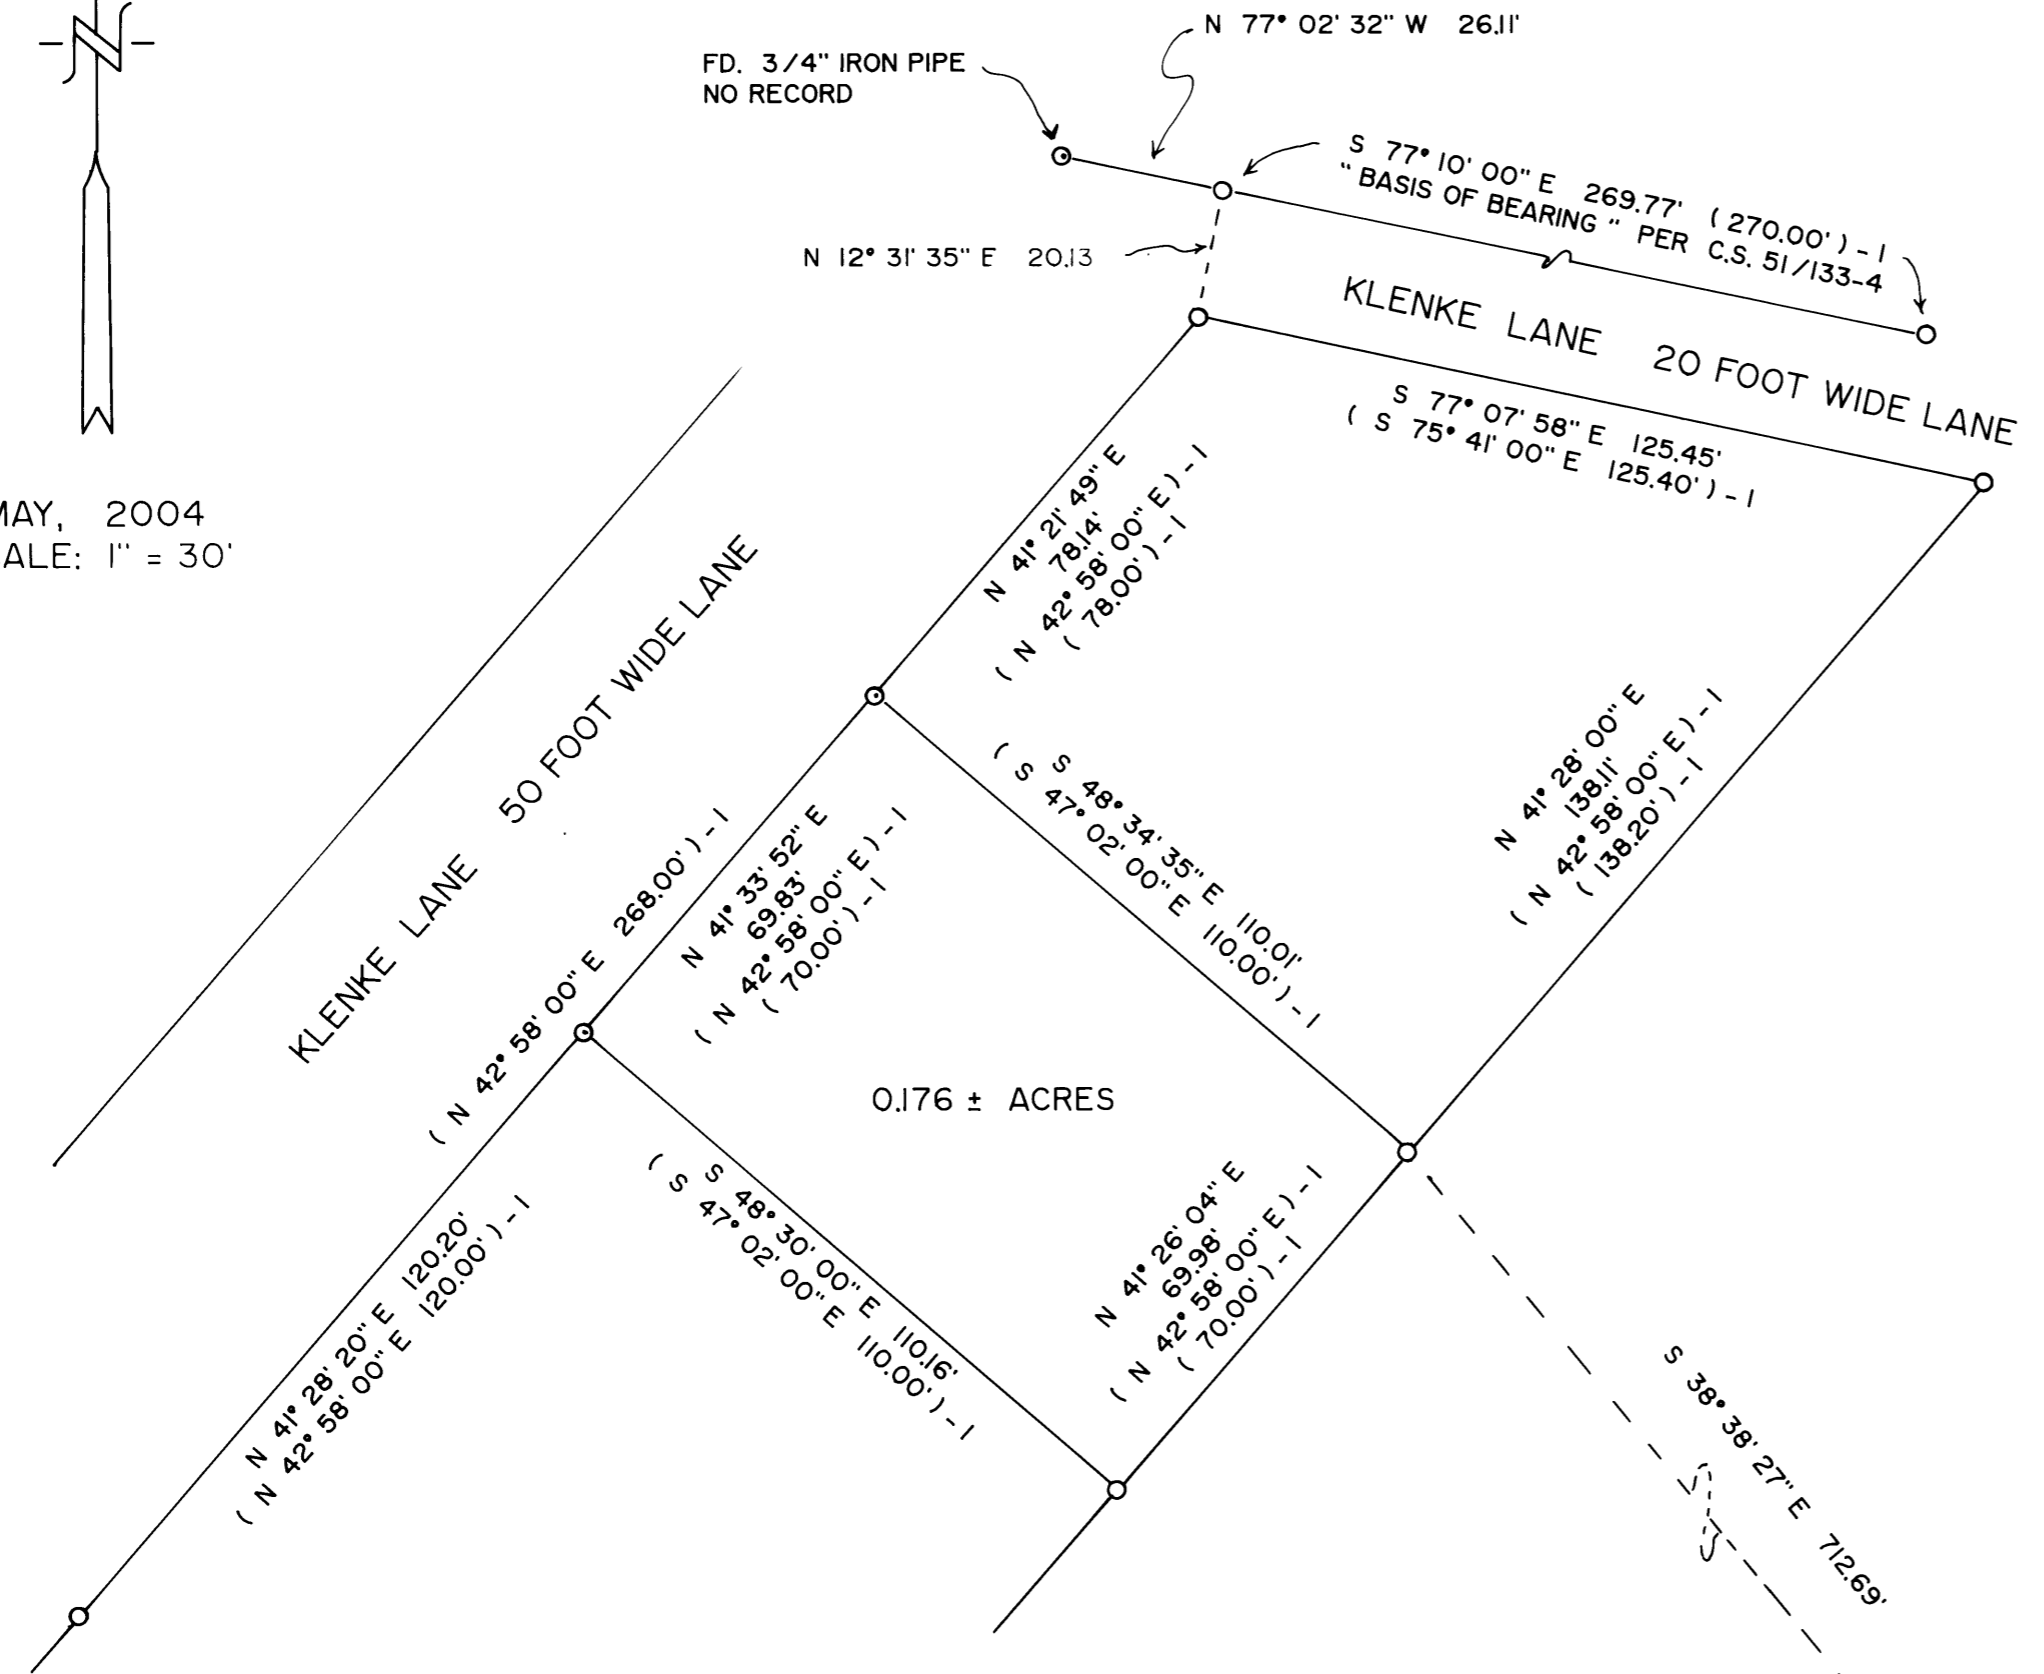 N
N 77° 02' 32" W 26.11'
FD. 3/4" IRON PIPE
NO RECORD
S 77° 10' 00" E 269.77' ( 270.00' ) - 1
" BASIS OF BEARING " PER C.S. 51/133-4
N 12° 31' 35" E 20.13
KLENKE LANE 20 FOOT WIDE LANE
S 77° 07' 58" E 125.45'
( S 75° 41' 00" E 125.40' ) - 1
MAY, 2004
ALE: 1" = 30'
N 41° 21' 49" E
78.14'
( N 42° 58' 00" E ) - 1
( 78.00' ) - 1
KLENKE LANE 50 FOOT WIDE LANE
S 48° 34' 35" E 110.01'
( S 47° 02' 00" E 110.00' ) - 1
N 41° 28' 00" E
138.11'
( N 42° 58' 00" E ) - 1
( 138.20' ) - 1
( N 42° 58' 00" E 268.00' ) - 1
N 41° 33' 52" E
69.83'
( N 42° 58' 00" E ) - 1
( 70.00' ) - 1
0.176 ± ACRES
N 41° 28' 20" E 120.20'
( N 42° 58' 00" E 120.00' ) - 1
S 48° 30' 00" E 110.16'
( S 47° 02' 00" E 110.00' ) - 1
N 41° 26' 04" E
69.98'
( N 42° 58' 00" E ) - 1
( 70.00' ) - 1
S 38° 38' 27" E 712.69'